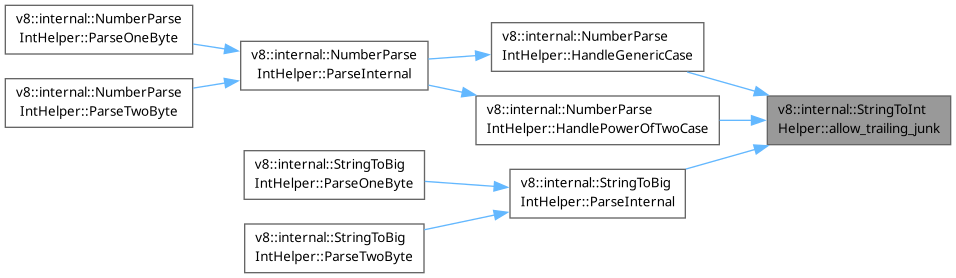 v8::internal::NumberParse
IntHelper::ParseOneByte
v8::internal::NumberParse
IntHelper::ParseTwoByte
v8::internal::NumberParse
IntHelper::ParseInternal
v8::internal::NumberParse
IntHelper::HandleGenericCase
v8::internal::NumberParse
IntHelper::HandlePowerOfTwoCase
v8::internal::StringToInt
Helper::allow_trailing_junk
v8::internal::StringToBig
IntHelper::ParseOneByte
v8::internal::StringToBig
IntHelper::ParseInternal
v8::internal::StringToBig
IntHelper::ParseTwoByte